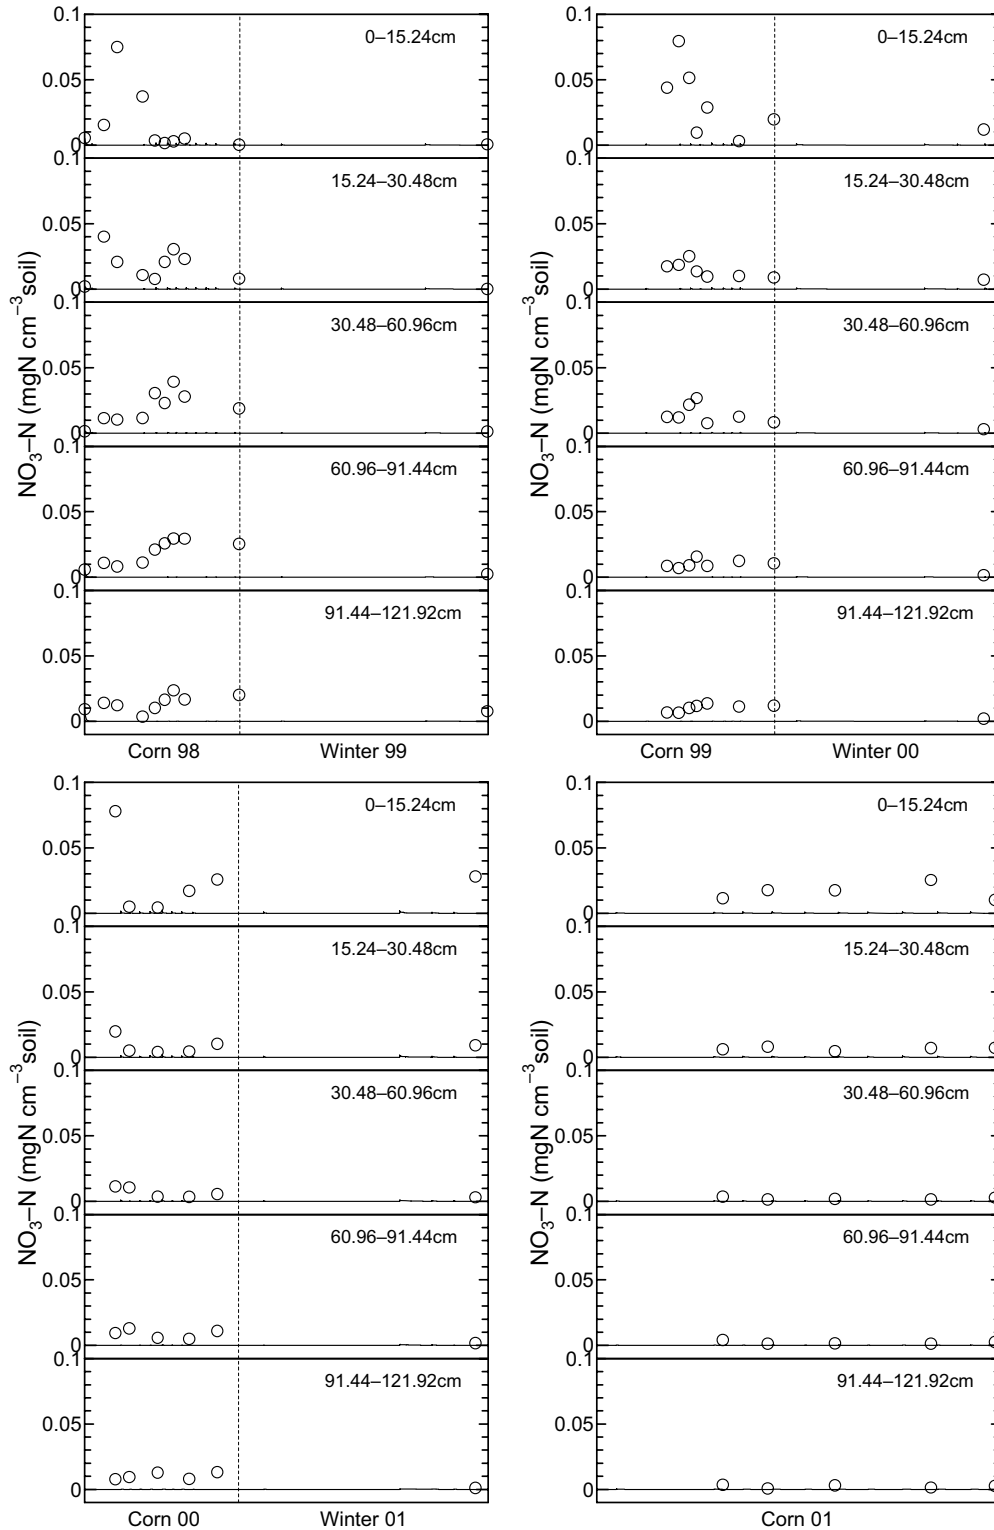 0.1
0–15.24cm
0.05
0
0.1
15.24–30.48cm
0.05
0
0.1
30.48–60.96cm
0.05
0
0.1
60.96–91.44cm
0.05
0
0.1
91.44–121.92cm
0.05
0
NO₃–N (mgN cm⁻³soil)
Corn 98 Winter 99
0.1
0–15.24cm
0.05
0
0.1
15.24–30.48cm
0.05
0
0.1
30.48–60.96cm
0.05
0
0.1
60.96–91.44cm
0.05
0
0.1
91.44–121.92cm
0.05
0
NO₃–N (mgN cm⁻³soil)
Corn 99 Winter 00
0.1
0–15.24cm
0.05
0
0.1
15.24–30.48cm
0.05
0
0.1
30.48–60.96cm
0.05
0
0.1
60.96–91.44cm
0.05
0
0.1
91.44–121.92cm
0.05
0
NO₃–N (mgN cm⁻³soil)
Corn 00 Winter 01
0.1
0–15.24cm
0.05
0
0.1
15.24–30.48cm
0.05
0
0.1
30.48–60.96cm
0.05
0
0.1
60.96–91.44cm
0.05
0
0.1
91.44–121.92cm
0.05
0
NO₃–N (mgN cm⁻³soil)
Corn 01